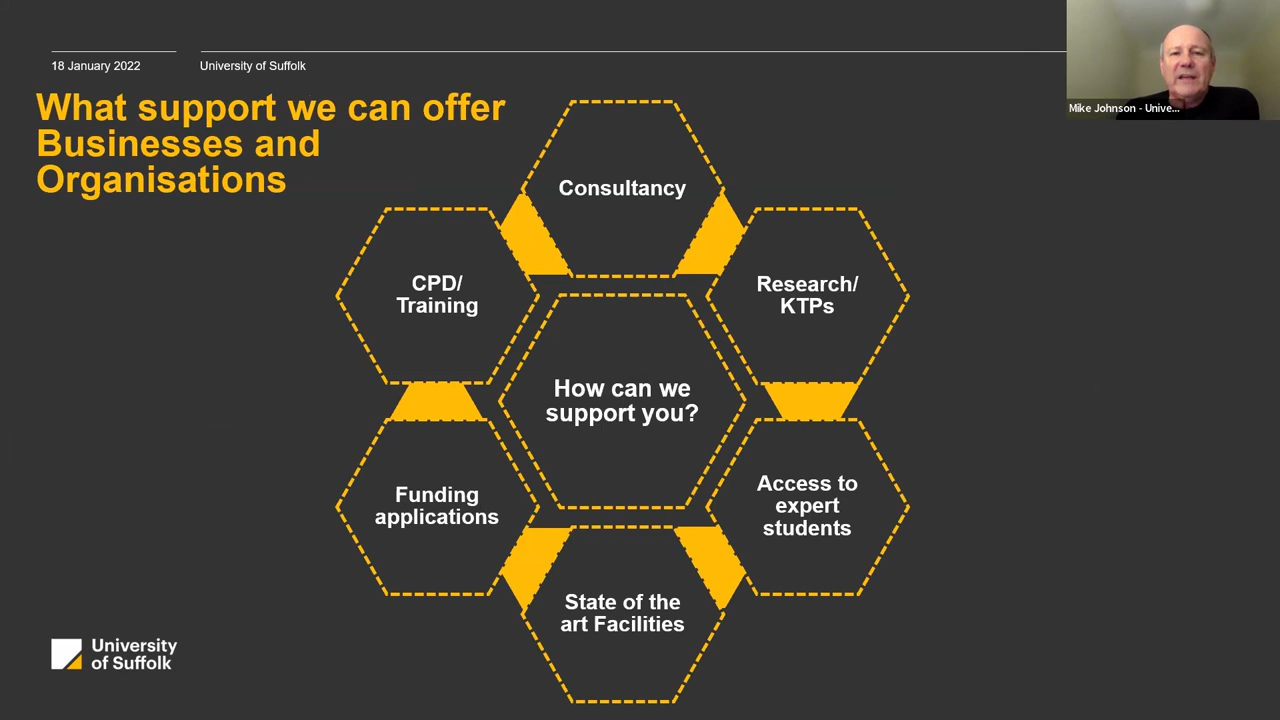 18 January 2022
University of Suffolk
What support we can offer
Businesses and
Organisations
Mike Johnson - Unive...
Consultancy
CPD/
Training
Research/
KTPs
How can we
support you?
Funding
applications
Access to
expert
students
State of the
art Facilities
University
of Suffolk